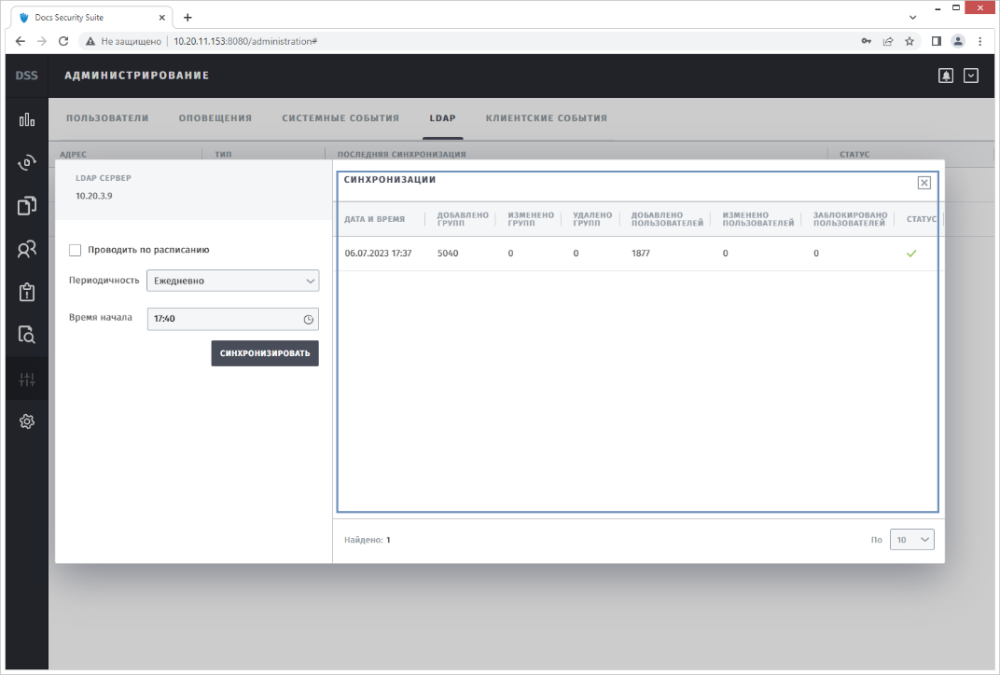 Docs Security Suite
Не защищено 10.20.11.153:8080/administration#
DSS АДМИНИСТРИРОВАНИЕ
ПОЛЬЗОВАТЕЛИ ОПОВЕЩЕНИЯ СИСТЕМНЫЕ СОБЫТИЯ LDAP КЛИЕНТСКИЕ СОБЫТИЯ
АДРЕС ТИП ПОСЛЕДНЯЯ СИНХРОНИЗАЦИЯ СТАТУС
LDAP СЕРВЕР
10.20.3.9
Проводить по расписанию
Периодичность Ежедневно
Время начала 17:40
СИНХРОНИЗИРОВАТЬ
СИНХРОНИЗАЦИИ
ДАТА И ВРЕМЯ ДОБАВЛЕНО ИЗМЕНЕНО УДАЛЕНО ДОБАВЛЕНО ИЗМЕНЕНО ЗАБЛОКИРОВАНО СТАТУС
ГРУПП ГРУПП ГРУПП ПОЛЬЗОВАТЕЛЕЙ ПОЛЬЗОВАТЕЛЕЙ ПОЛЬЗОВАТЕЛЕЙ
06.07.2023 17:37 5040 0 0 1877 0 0
Найдено: 1 По 10